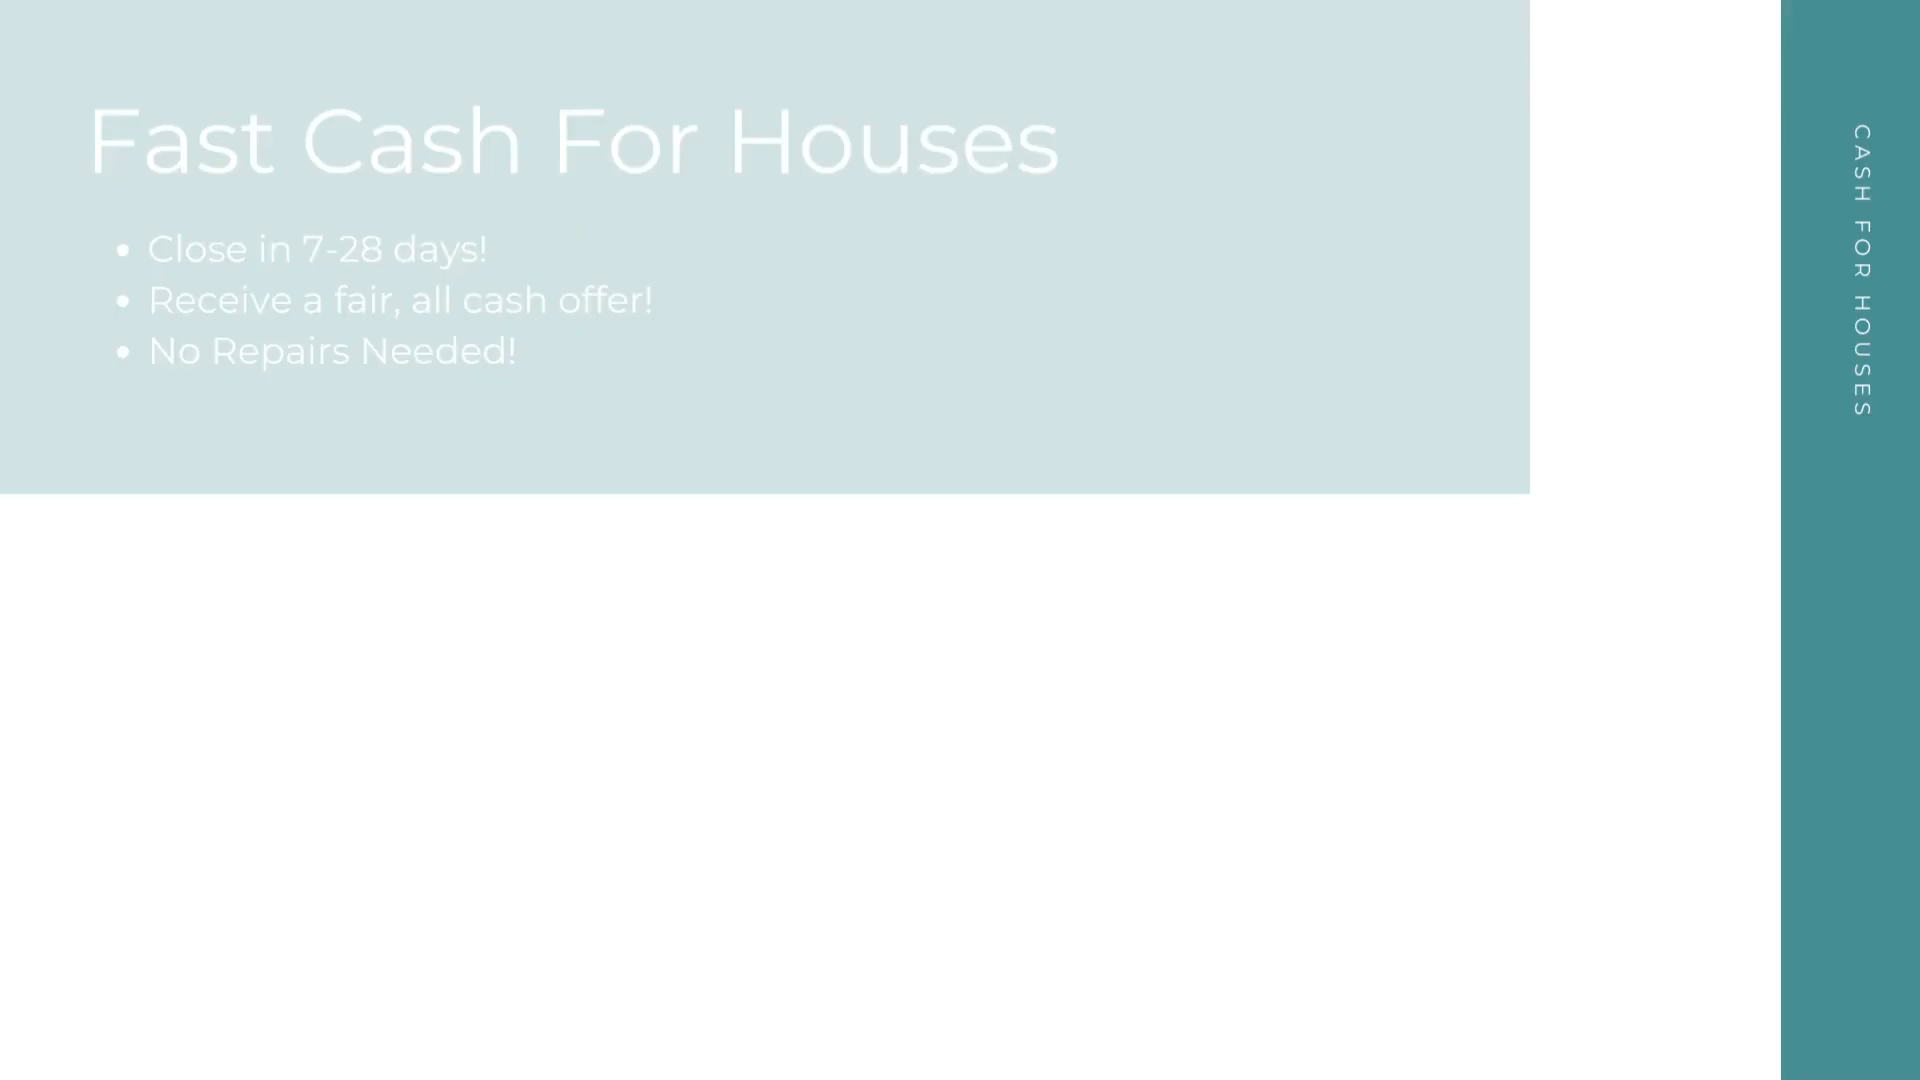 Fast Cash For Houses
• Close in 7-28 days!
• Receive a fair, all cash offer!
• No Repairs Needed!
CASH FOR HOUSES